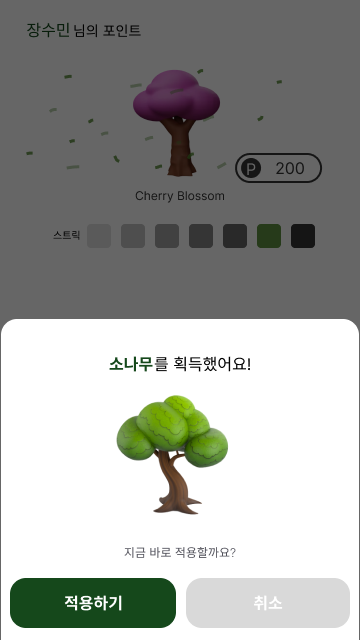 장수민 님의 포인트
P 200
Cherry Blossom
스트릭
소나무를 획득했어요!
지금 바로 적용할까요?
적용하기 취소